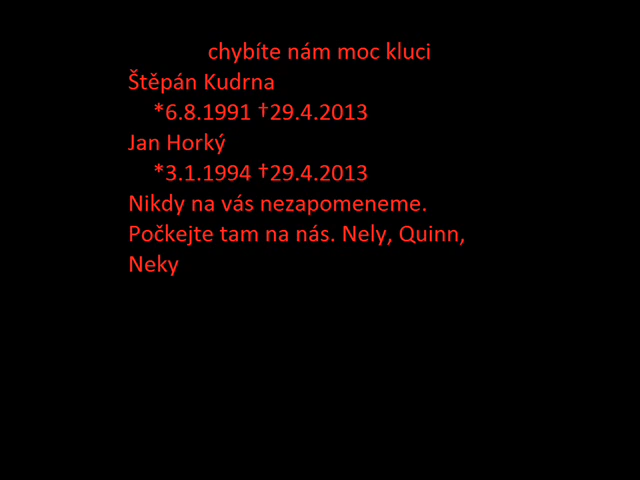 chybíte nám moc kluci
Štěpán Kudrna
*6.8.1991 †29.4.2013
Jan Horký
*3.1.1994 †29.4.2013
Nikdy na vás nezapomeneme.
Počkejte tam na nás. Nely, Quinn,
Neky